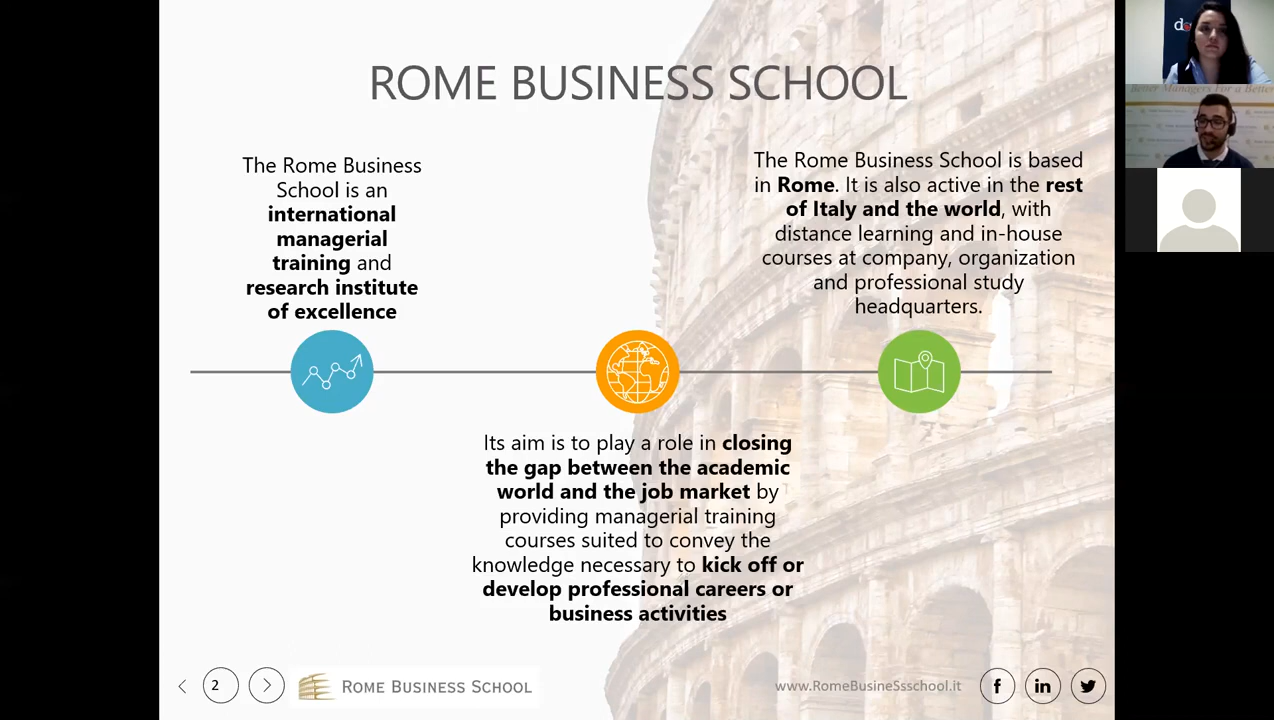 ROME BUSINESS SCHOOL
The Rome Business
School is an
international
managerial
training and
research institute
of excellence
The Rome Business School is based
in Rome. It is also active in the rest
of Italy and the world, with
distance learning and in-house
courses at company, organization
and professional study
headquarters.
Its aim is to play a role in closing
the gap between the academic
world and the job market by
providing managerial training
courses suited to convey the
knowledge necessary to kick off or
develop professional careers or
business activities
2
ROME BUSINESS SCHOOL
www.RomeBusineSsschool.it
f
in
Better Managers For a Better